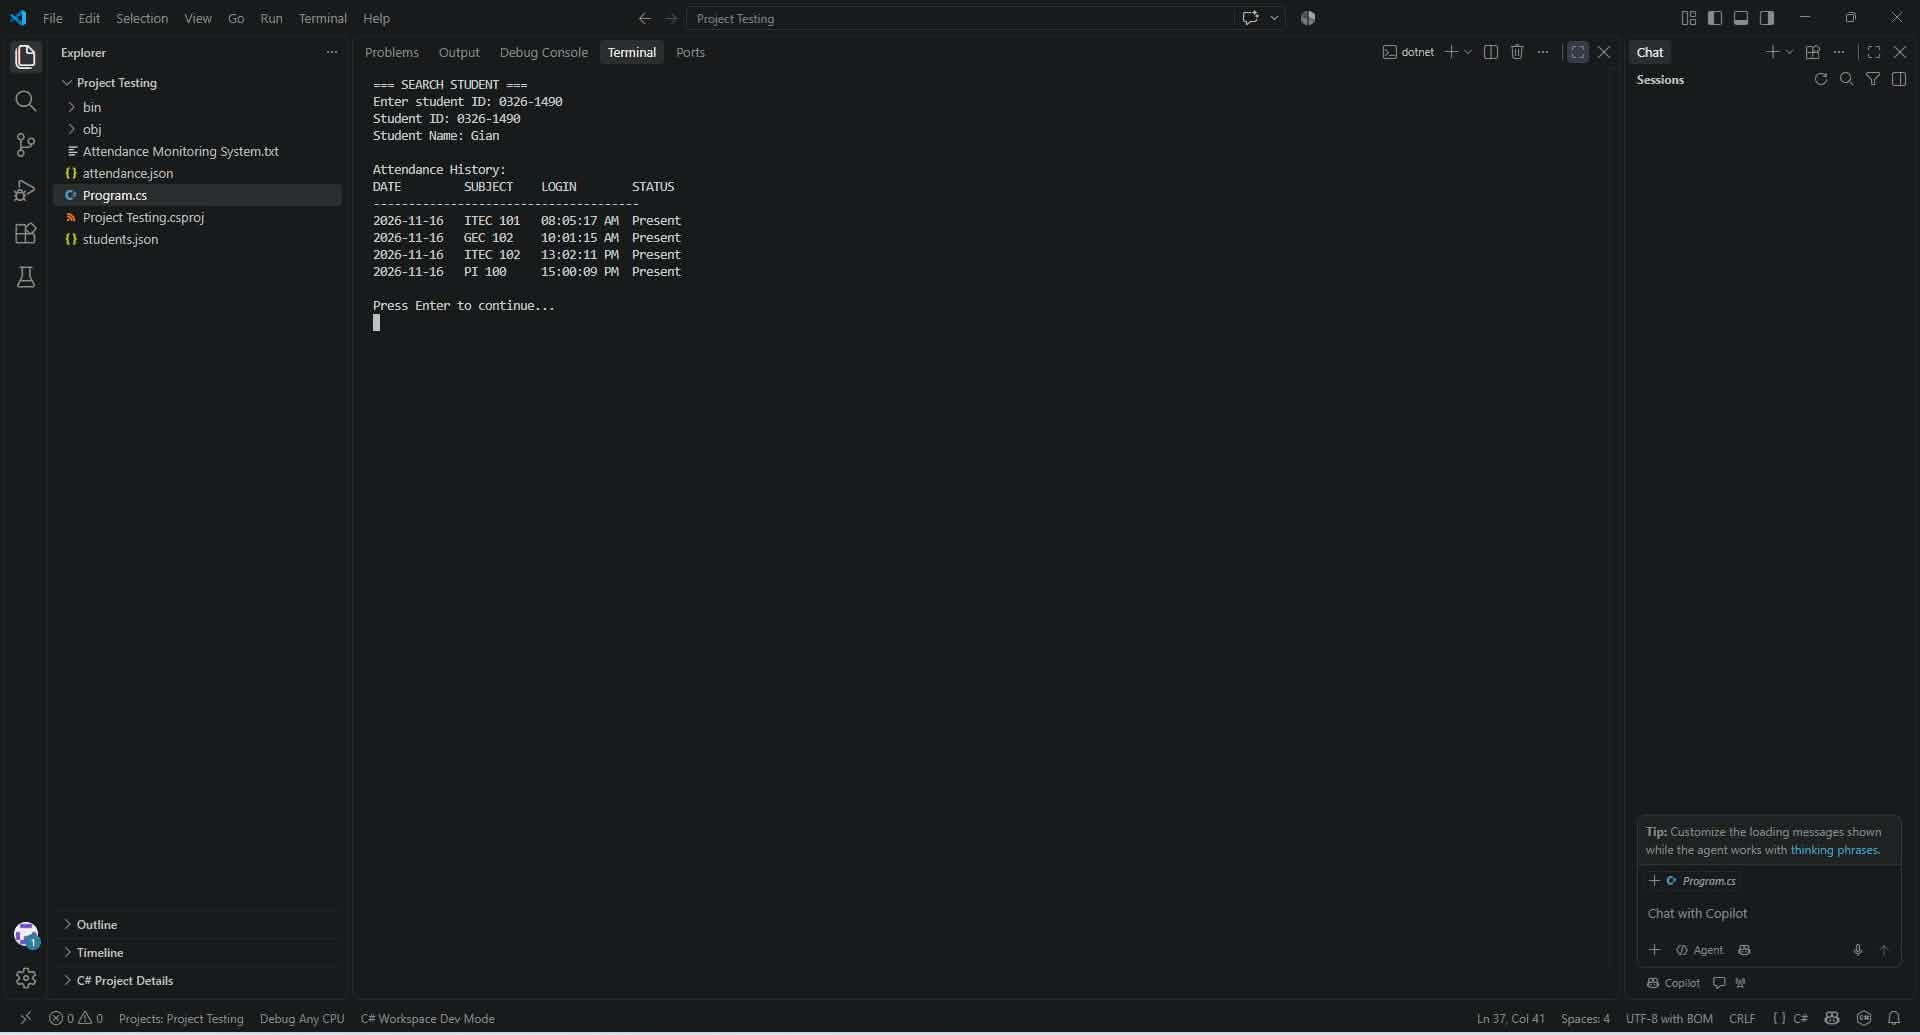 File Edit Selection View Go Run Terminal Help
Project Testing
Explorer
Project Testing
bin
obj
Attendance Monitoring System.txt
attendance.json
Program.cs
Project Testing.csproj
students.json
Outline
Timeline
C# Project Details
Problems Output Debug Console Terminal Ports
dotnet
=== SEARCH STUDENT ===
Enter student ID: 0326-1490
Student ID: 0326-1490
Student Name: Gian
Attendance History:
DATE SUBJECT LOGIN STATUS
--------------------------------------
2026-11-16 ITEC 101 08:05:17 AM Present
2026-11-16 GEC 102 10:01:15 AM Present
2026-11-16 ITEC 102 13:02:11 PM Present
2026-11-16 PI 100 15:00:09 PM Present
Press Enter to continue...
Chat
Sessions
Tip: Customize the loading messages shown
while the agent works with thinking phrases.
Program.cs
Chat with Copilot
Agent
Copilot
1
0 0 Projects: Project Testing Debug Any CPU C# Workspace Dev Mode
Ln 37, Col 41 Spaces: 4 UTF-8 with BOM CRLF { } C#